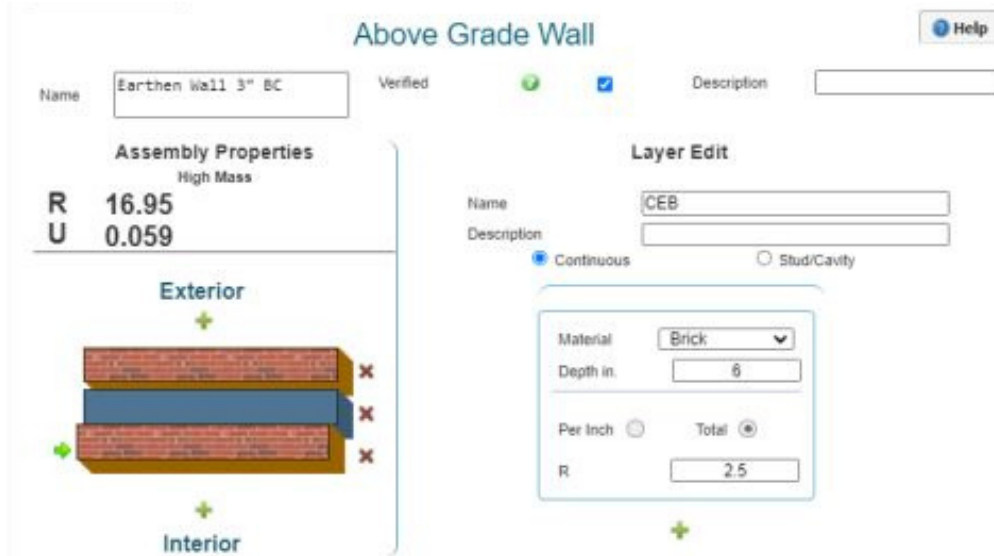 Above Grade Wall
Help
Name
Earthen Wall 3" BC
Verified
Description
Assembly Properties
High Mass
R 16.95
U 0.059
Exterior
Interior
Layer Edit
Name
CEB
Description
Continuous
Stud/Cavity
Material
Brick
Depth in.
6
Per Inch
Total
R
2.5